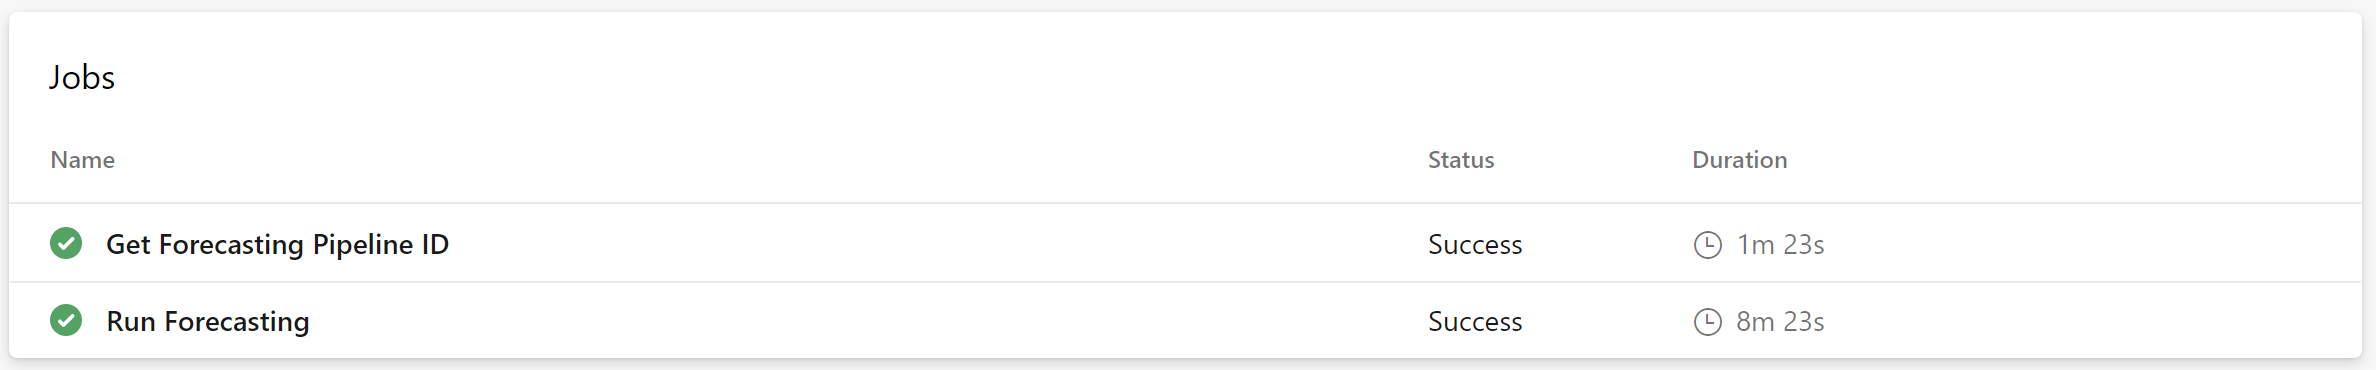 Jobs
Name Status Duration
Get Forecasting Pipeline ID Success 1m 23s
Run Forecasting Success 8m 23s